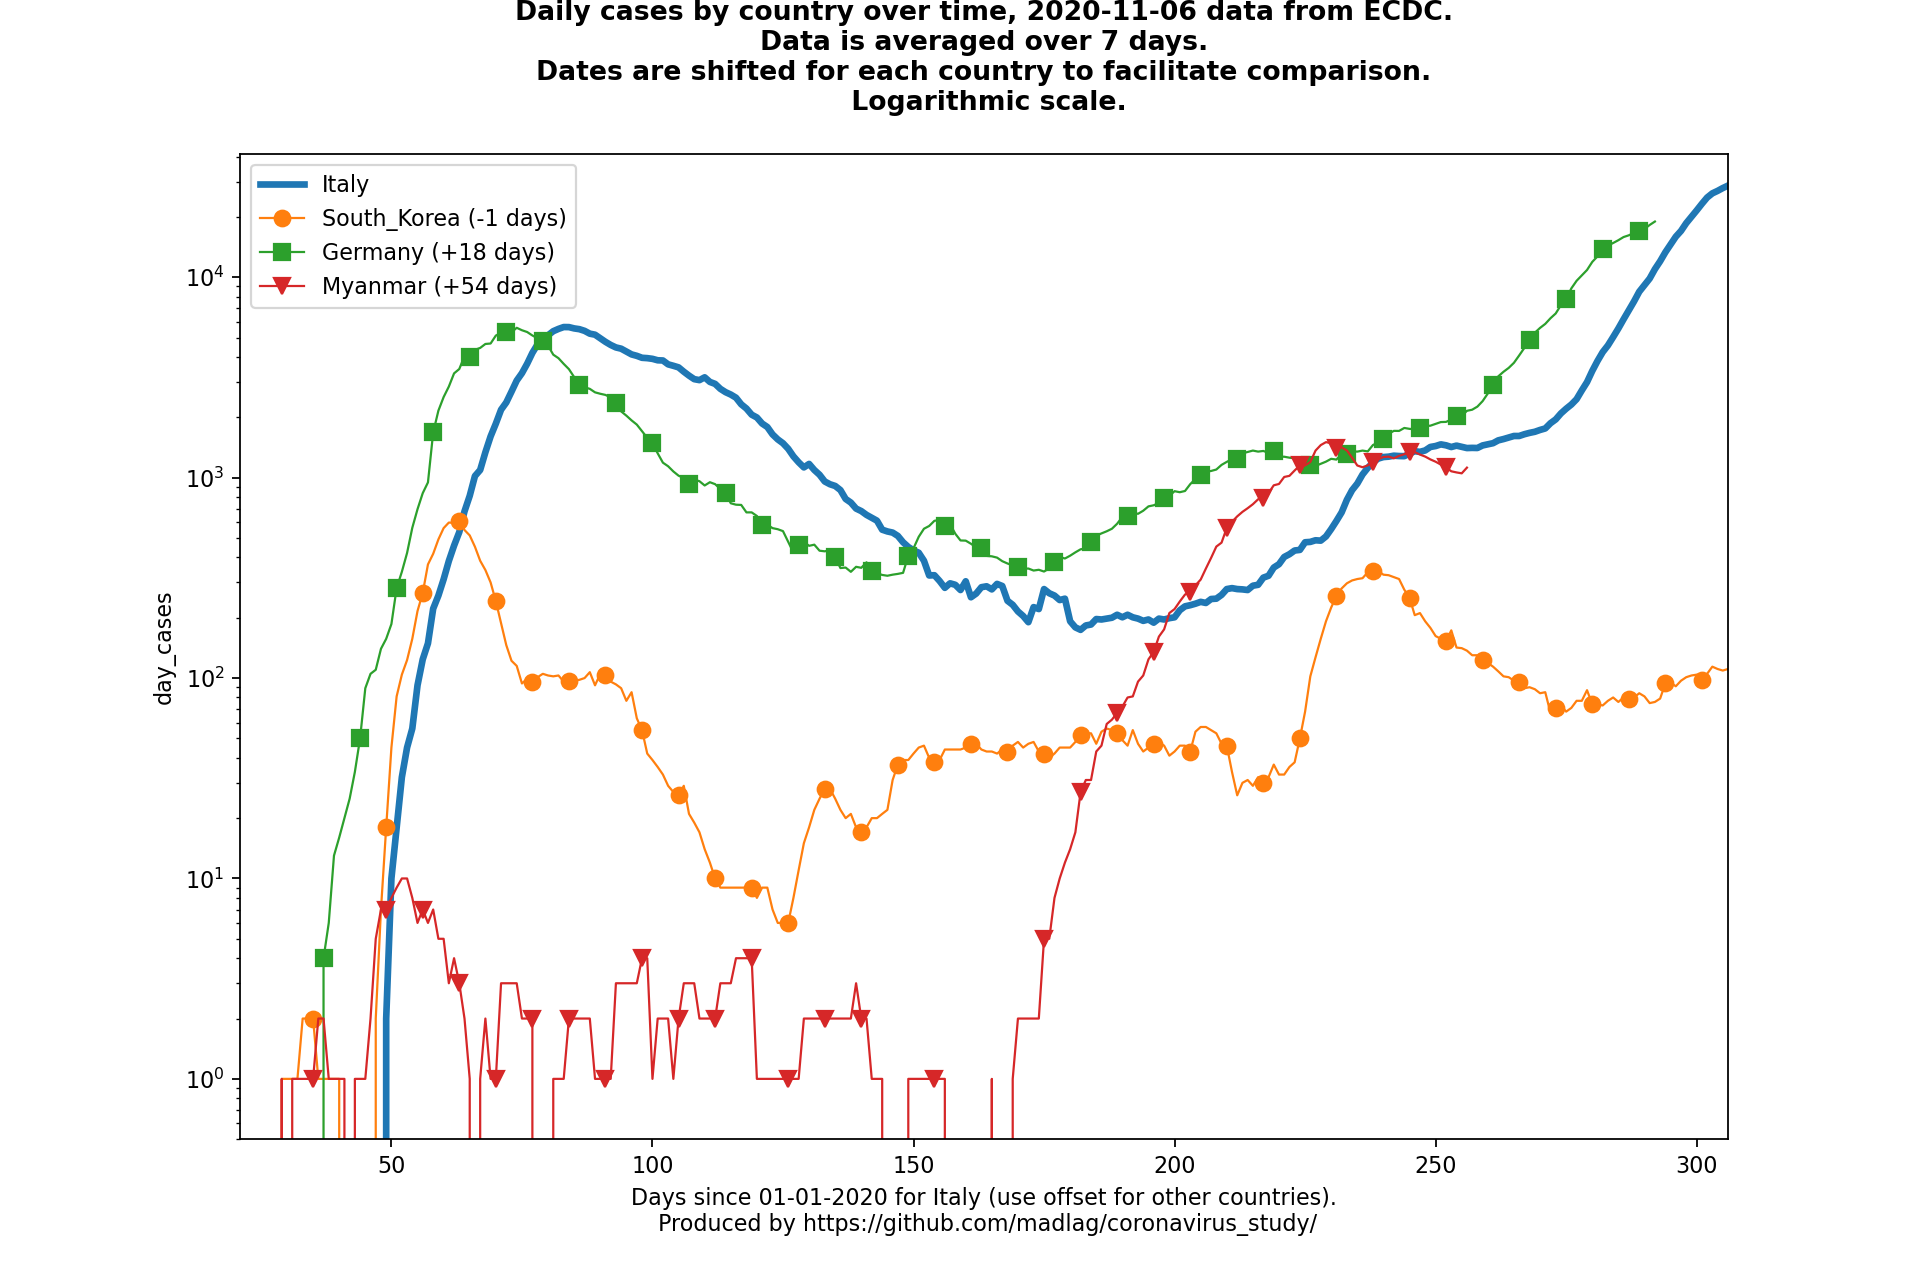 Daily cases by country over time, 2020-11-06 data from ECDC.
Data is averaged over 7 days.
Dates are shifted for each country to facilitate comparison.
Logarithmic scale.
Italy
South_Korea (-1 days)
Germany (+18 days)
Myanmar (+54 days)
day_cases
10⁴
10³
10²
10¹
10⁰
50 100 150 200 250 300
Days since 01-01-2020 for Italy (use offset for other countries).
Produced by https://github.com/madlag/coronavirus_study/